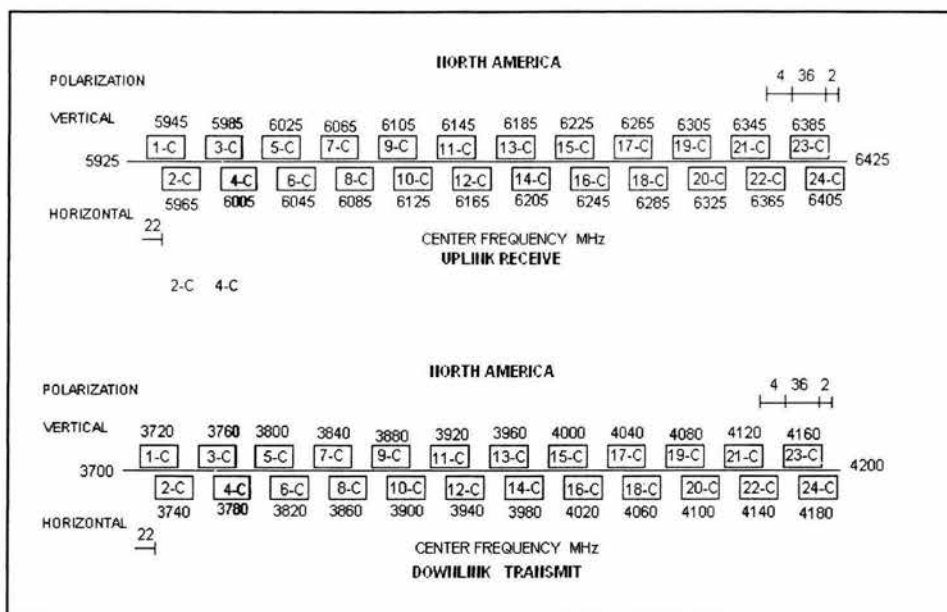 NORTH AMERICA
POLARIZATION
4 36 2
VERTICAL 5945 5985 6025 6065 6105 6145 6185 6225 6265 6305 6345 6385
1-C 3-C 5-C 7-C 9-C 11-C 13-C 15-C 17-C 19-C 21-C 23-C
5925 6425
2-C 4-C 6-C 8-C 10-C 12-C 14-C 16-C 18-C 20-C 22-C 24-C
5965 6005 6045 6085 6125 6165 6205 6245 6285 6325 6365 6405
HORIZONTAL
22
CENTER FREQUENCY MHz
UPLINK RECEIVE
2-C 4-C
NORTH AMERICA
POLARIZATION
4 36 2
VERTICAL 3720 3760 3800 3840 3880 3920 3960 4000 4040 4080 4120 4160
1-C 3-C 5-C 7-C 9-C 11-C 13-C 15-C 17-C 19-C 21-C 23-C
3700 4200
2-C 4-C 6-C 8-C 10-C 12-C 14-C 16-C 18-C 20-C 22-C 24-C
3740 3780 3820 3860 3900 3940 3980 4020 4060 4100 4140 4180
HORIZONTAL
22
CENTER FREQUENCY MHz
DOWNLINK TRANSMIT